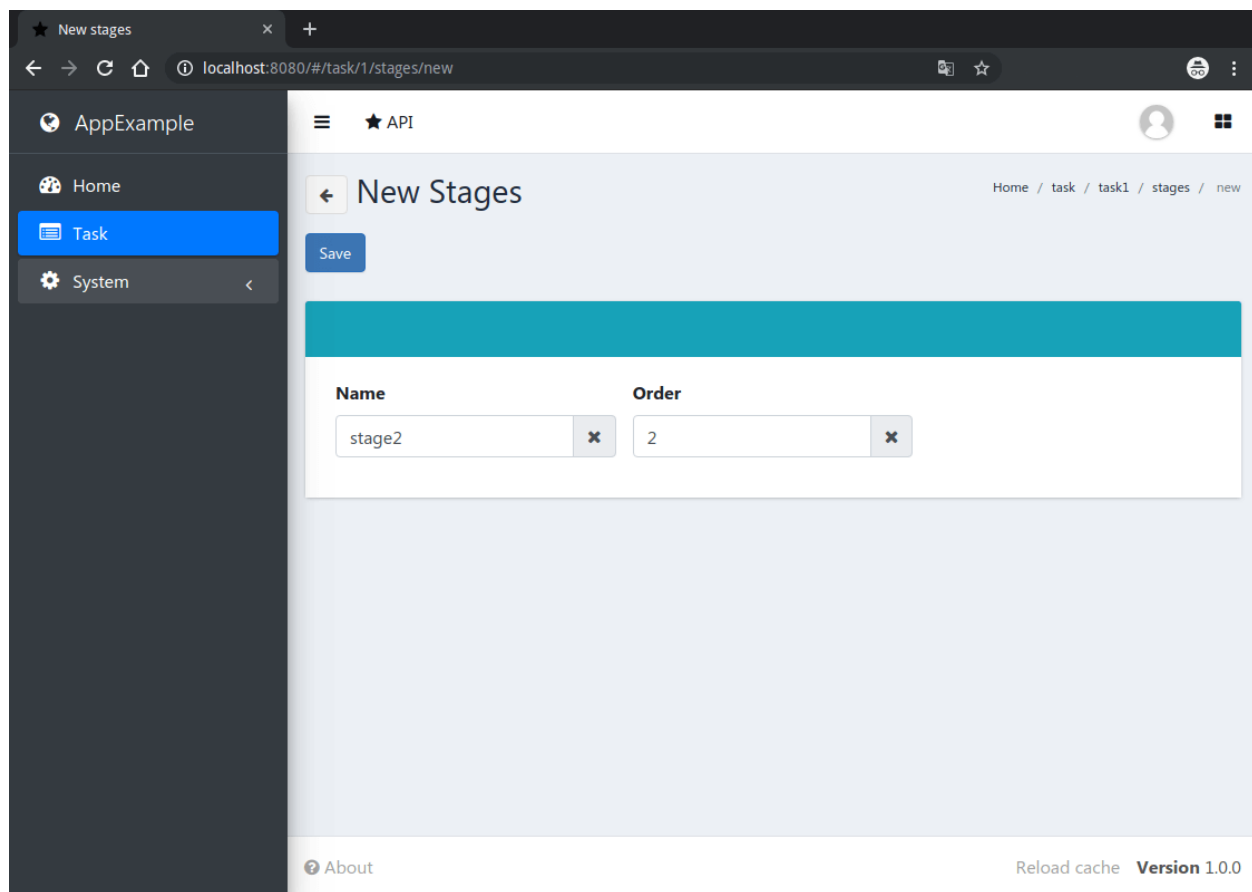 New stages
localhost:8080/#/task/1/stages/new
AppExample
API
Home
Task
System
New Stages
Home / task / task1 / stages / new
Save
Name Order
stage2 2
About
Reload cache Version 1.0.0